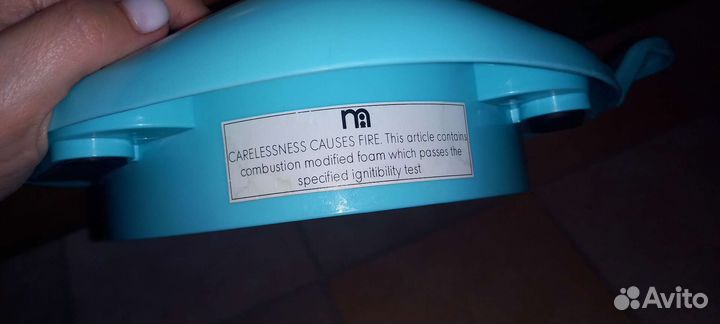 CARELESSNESS CAUSES FIRE. This article contains
combustion modified foam which passes the
specified ignitibility test
Avito